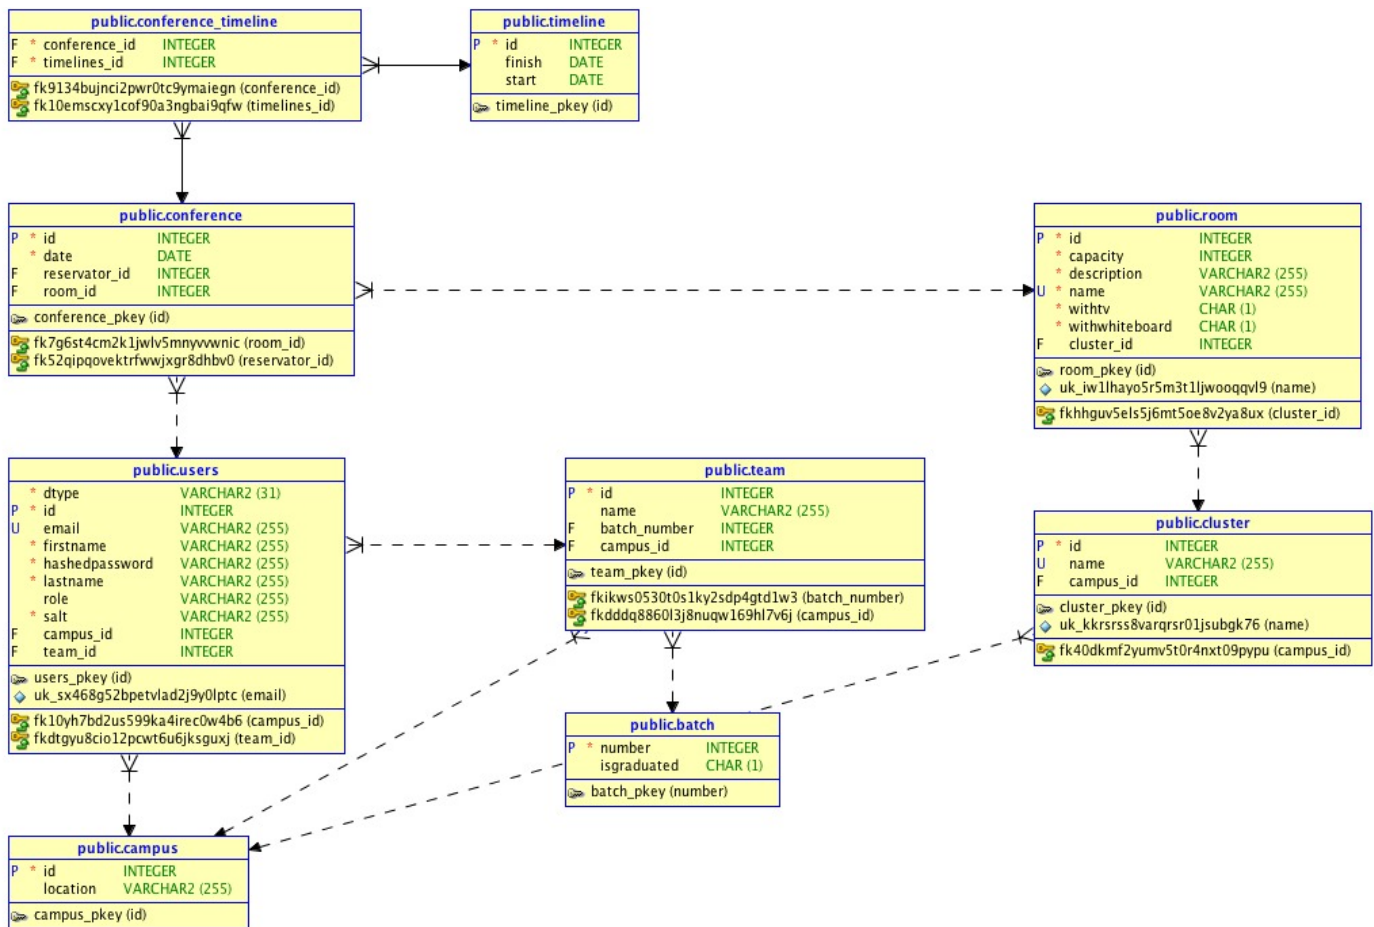 public.conference_timeline
F * conference_id INTEGER
F * timelines_id INTEGER
fk9134bujnci2pwr0tc9ymaiegn (conference_id)
fk10emscxy1cof90a3ngbai9qfw (timelines_id)
public.timeline
P * id INTEGER
finish DATE
start DATE
timeline_pkey (id)
public.conference
P * id INTEGER
* date DATE
F reservator_id INTEGER
F room_id INTEGER
conference_pkey (id)
fk7g6st4cm2k1jwlv5mnyvvwnic (room_id)
fk52qipqovektrfwwjxgr8dhbv0 (reservator_id)
public.room
P * id INTEGER
* capacity INTEGER
* description VARCHAR2 (255)
U * name VARCHAR2 (255)
* withtv CHAR (1)
* withwhiteboard CHAR (1)
F cluster_id INTEGER
room_pkey (id)
uk_iw1lhayo5r5m3t1ljwooqqvl9 (name)
fkhhguv5els5j6mt5oe8v2ya8ux (cluster_id)
public.users
* dtype VARCHAR2 (31)
P * id INTEGER
U email VARCHAR2 (255)
* firstname VARCHAR2 (255)
* hashedpassword VARCHAR2 (255)
* lastname VARCHAR2 (255)
role VARCHAR2 (255)
* salt VARCHAR2 (255)
F campus_id INTEGER
F team_id INTEGER
users_pkey (id)
uk_sx468g52bpetvlad2j9y0lptc (email)
fk10yh7bd2us599ka4irec0w4b6 (campus_id)
fkdtgyu8cio12pcwt6u6jksguxj (team_id)
public.team
P * id INTEGER
name VARCHAR2 (255)
F batch_number INTEGER
F campus_id INTEGER
team_pkey (id)
fkikws0530t0s1ky2sdp4gtd1w3 (batch_number)
fkdddq8860l3j8nuqw169hl7v6j (campus_id)
public.cluster
P * id INTEGER
U name VARCHAR2 (255)
F campus_id INTEGER
cluster_pkey (id)
uk_kkrsrss8varqrsr01jsubgk76 (name)
fk40dkmf2yumv5t0r4nxt09pypu (campus_id)
public.batch
P * number INTEGER
isgraduated CHAR (1)
batch_pkey (number)
public.campus
P * id INTEGER
location VARCHAR2 (255)
campus_pkey (id)